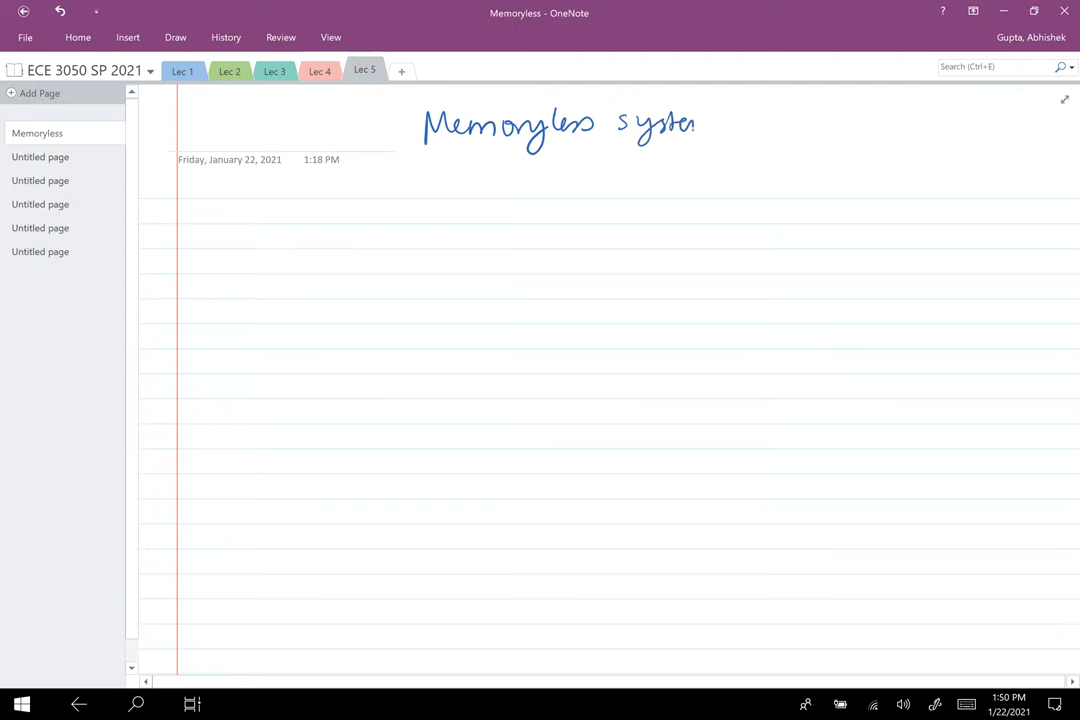 Memoryless - OneNote
?
File Home Insert Draw History Review View
Gupta, Abhishek
ECE 3050 SP 2021
Lec 1 Lec 2 Lec 3 Lec 4 Lec 5 +
Search (Ctrl+E)
Add Page
Memoryless
Untitled page
Untitled page
Untitled page
Untitled page
Untitled page
Memoryless system
Friday, January 22, 2021 1:18 PM
1:50 PM
1/22/2021